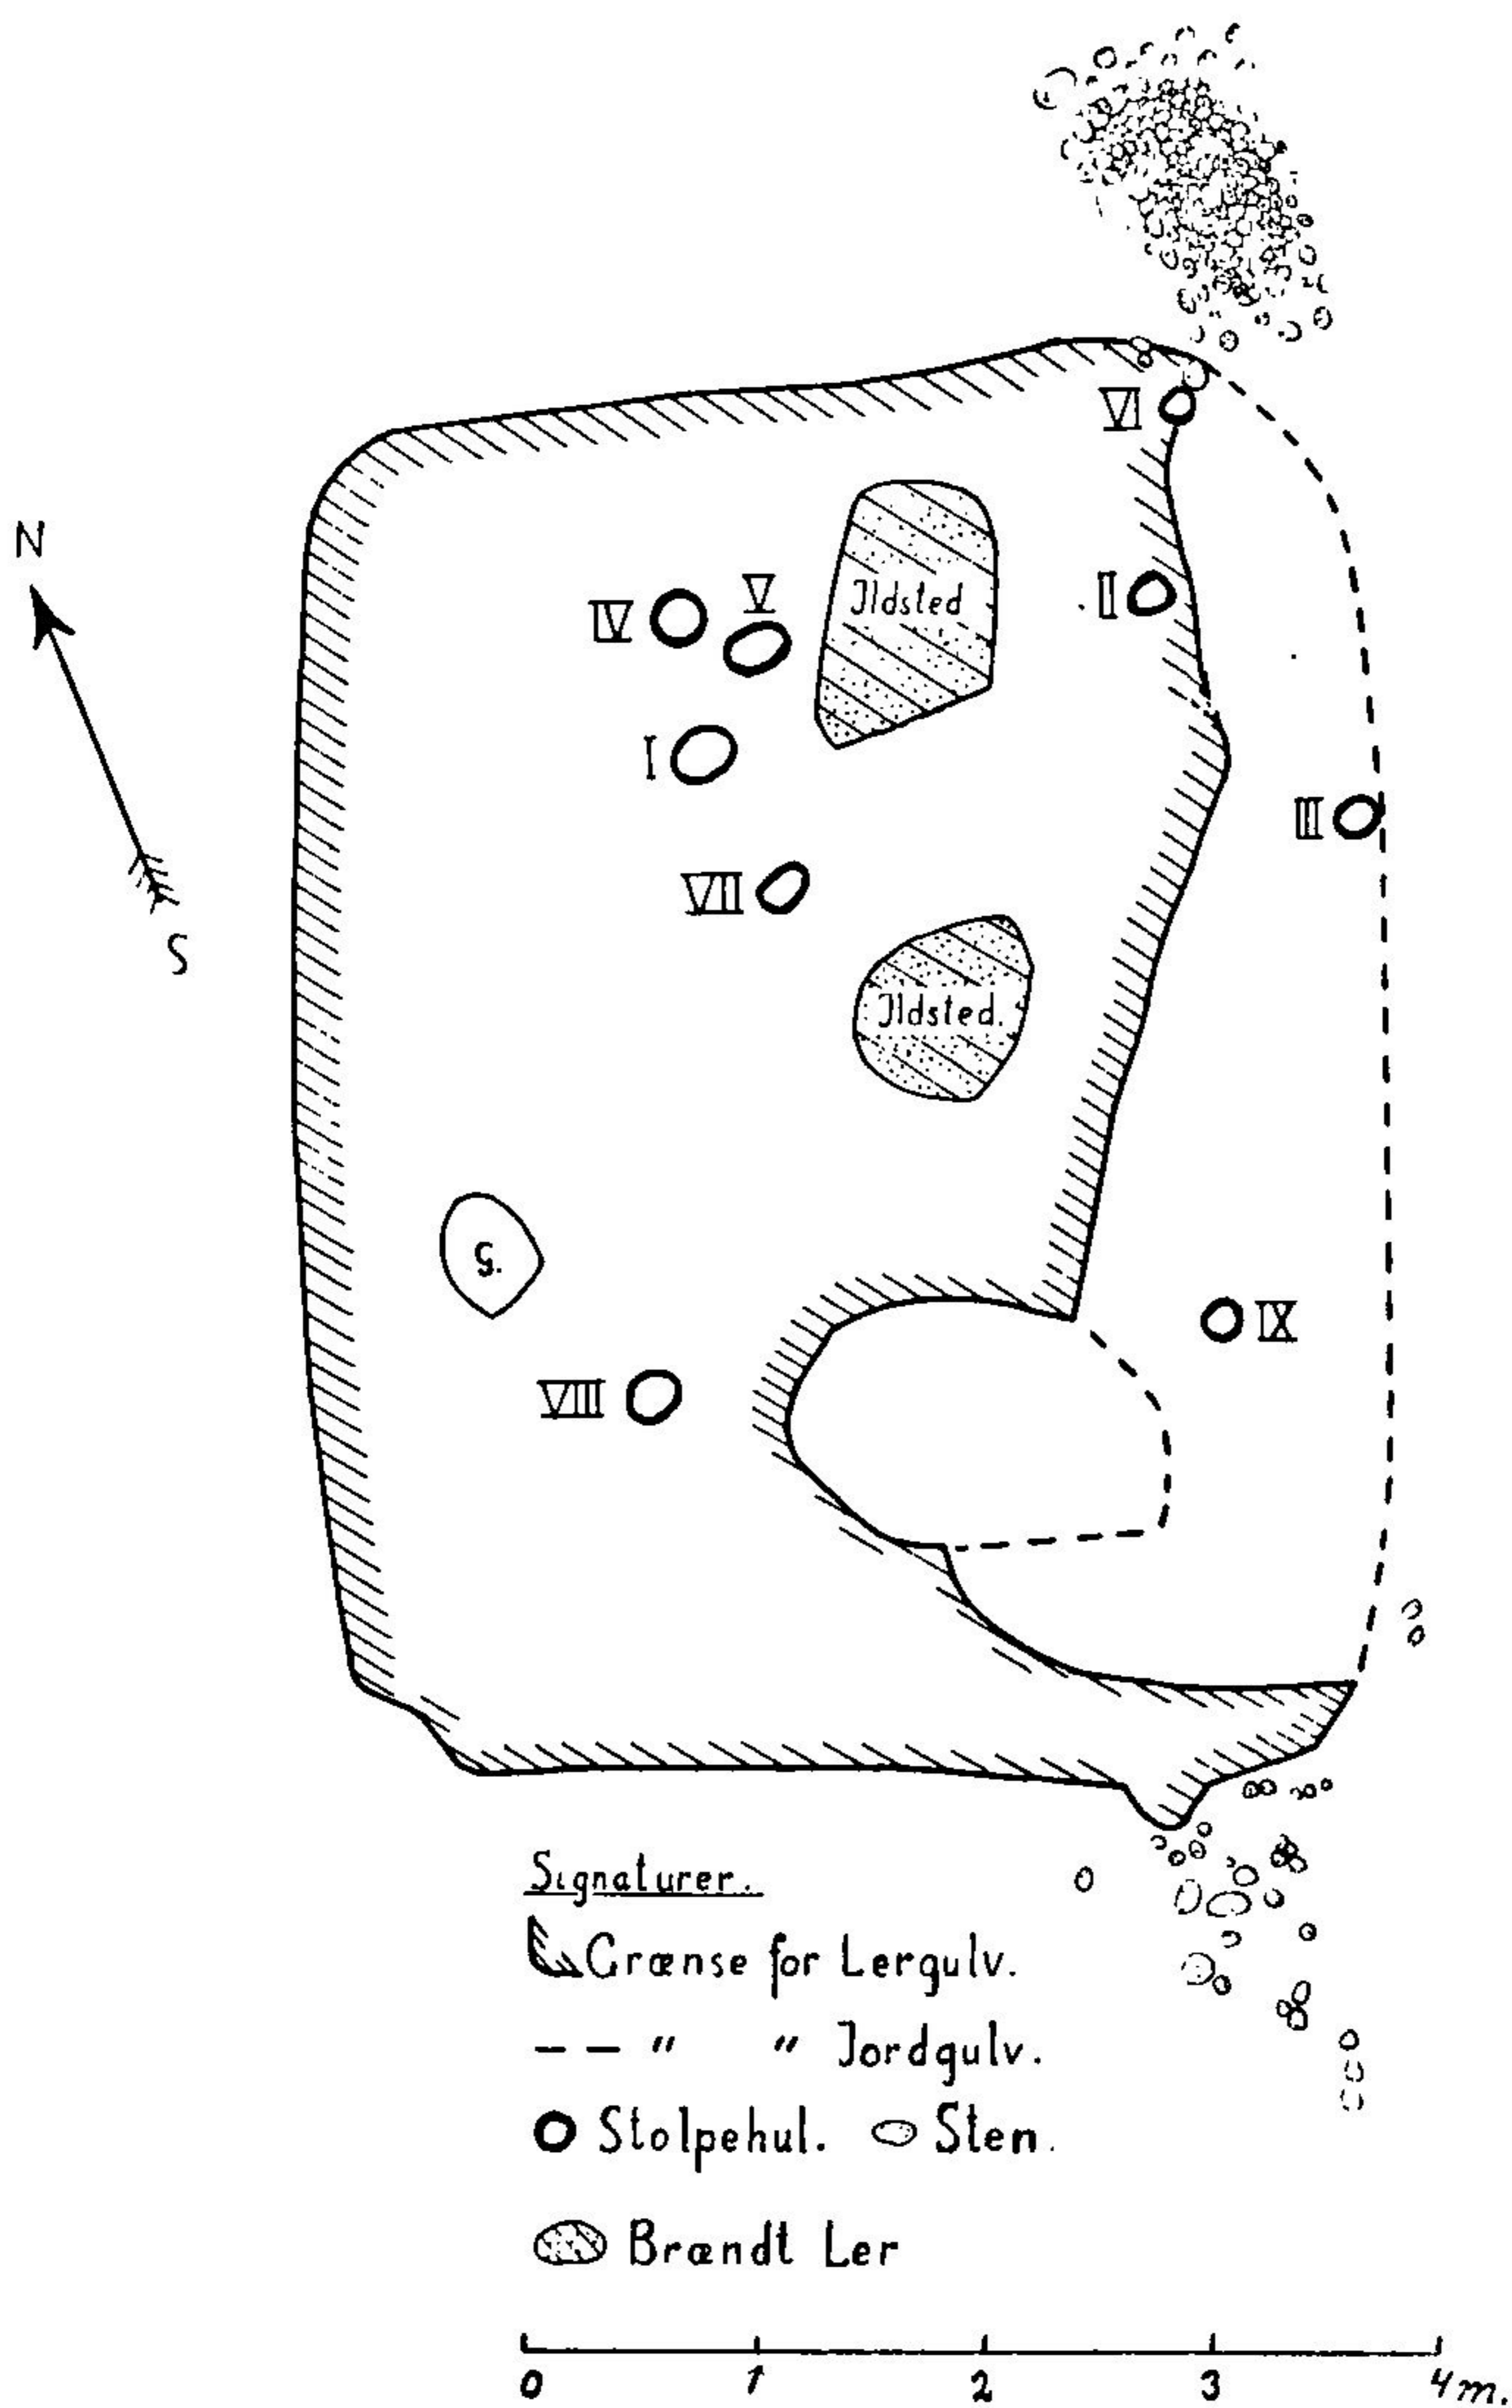 VI
N
IV
V
Ildsted
II
I
III
VII
S
Ildsted.
G.
IX
VIII
Signaturer.
Grænse for Lergulv.
— — " " Jordgulv.
Stolpehul. Sten.
Brændt Ler
0 1 2 3 4 m.